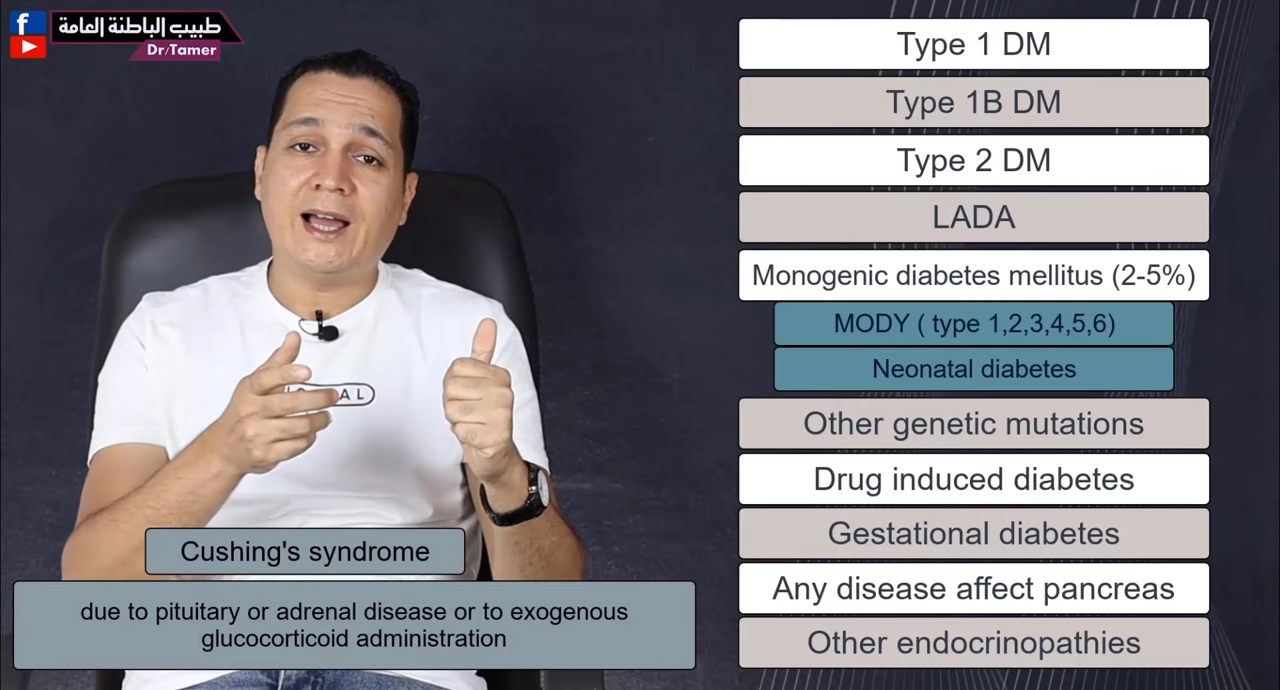 طبيب الباطنة العامة
Dr/Tamer
Type 1 DM
Type 1B DM
Type 2 DM
LADA
Monogenic diabetes mellitus (2-5%)
MODY ( type 1,2,3,4,5,6)
Neonatal diabetes
Other genetic mutations
Drug induced diabetes
Gestational diabetes
Any disease affect pancreas
Other endocrinopathies
Cushing's syndrome
due to pituitary or adrenal disease or to exogenous
glucocorticoid administration